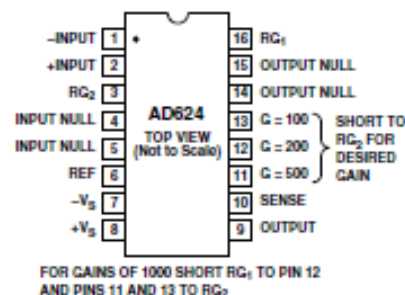 −INPUT 1
+INPUT 2
RG2 3
INPUT NULL 4
INPUT NULL 5
REF 6
−VS 7
+VS 8
AD624
TOP VIEW
(Not to Scale)
16 RG1
15 OUTPUT NULL
14 OUTPUT NULL
13 G = 100
12 G = 200
11 G = 500
10 SENSE
9 OUTPUT
SHORT TO
RG2 FOR
DESIRED
GAIN
FOR GAINS OF 1000 SHORT RG1 TO PIN 12
AND PINS 11 AND 13 TO RG2